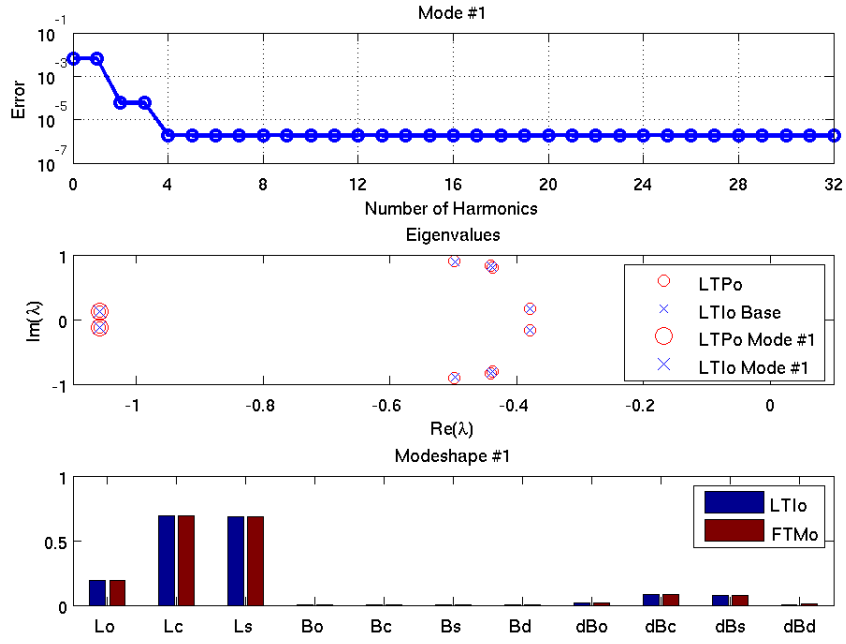 Mode #1
10^-1
10^-3
10^-5
10^-7
Error
0 4 8 12 16 20 24 28 32
Number of Harmonics
Eigenvalues
1
0
-1
Im(λ)
LTPo
LTIo Base
LTPo Mode #1
LTIo Mode #1
-1 -0.8 -0.6 -0.4 -0.2 0
Re(λ)
Modeshape #1
1
0.5
0
LTIo
FTMo
Lo Lc Ls Bo Bc Bs Bd dBo dBc dBs dBd